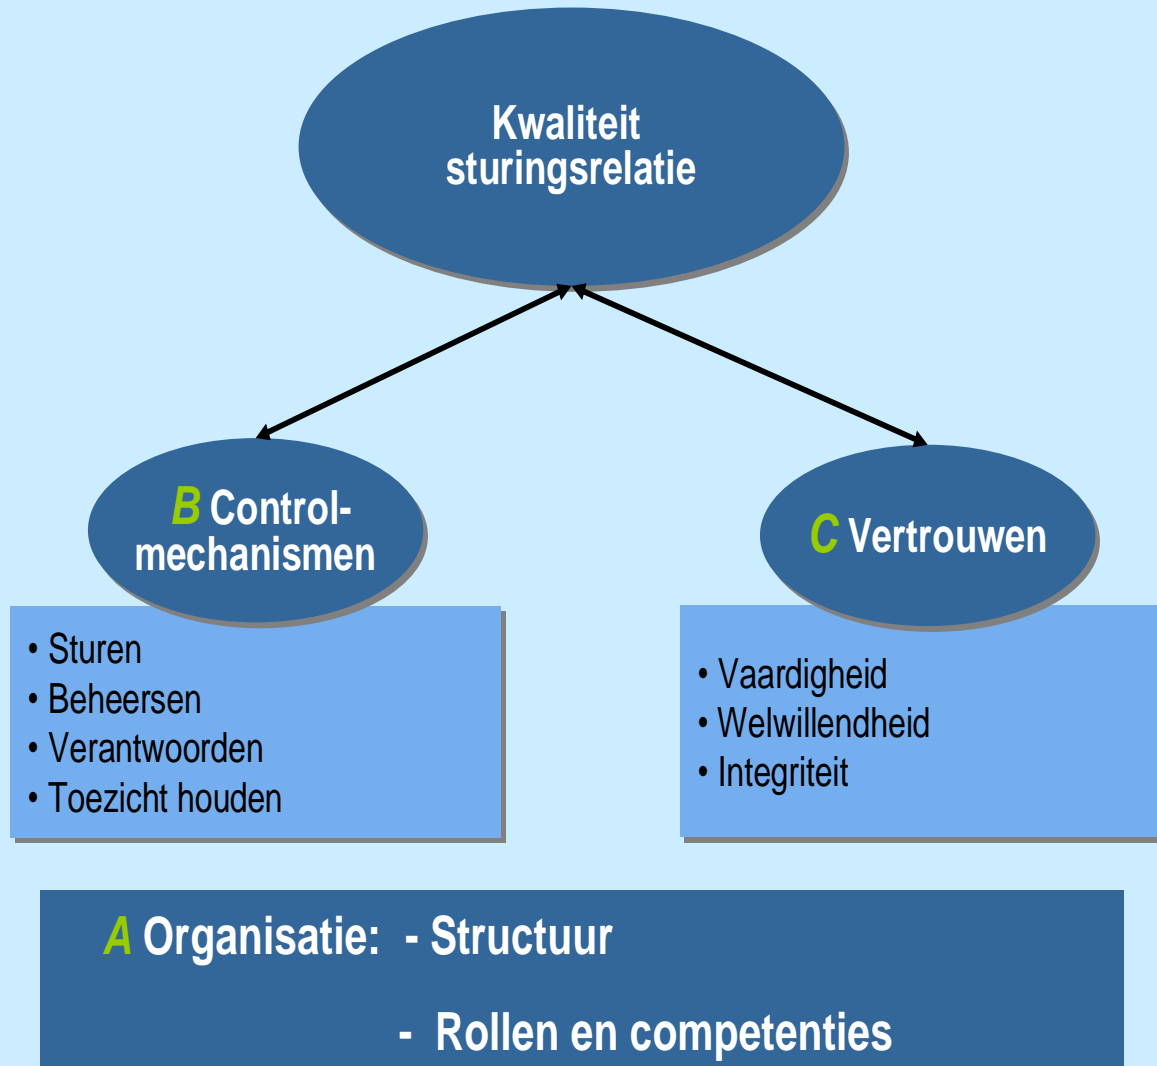 Kwaliteit
sturingsrelatie
B Control-
mechanismen
• Sturen
• Beheersen
• Verantwoorden
• Toezicht houden
C Vertrouwen
• Vaardigheid
• Welwillendheid
• Integriteit
A Organisatie: - Structuur
- Rollen en competenties